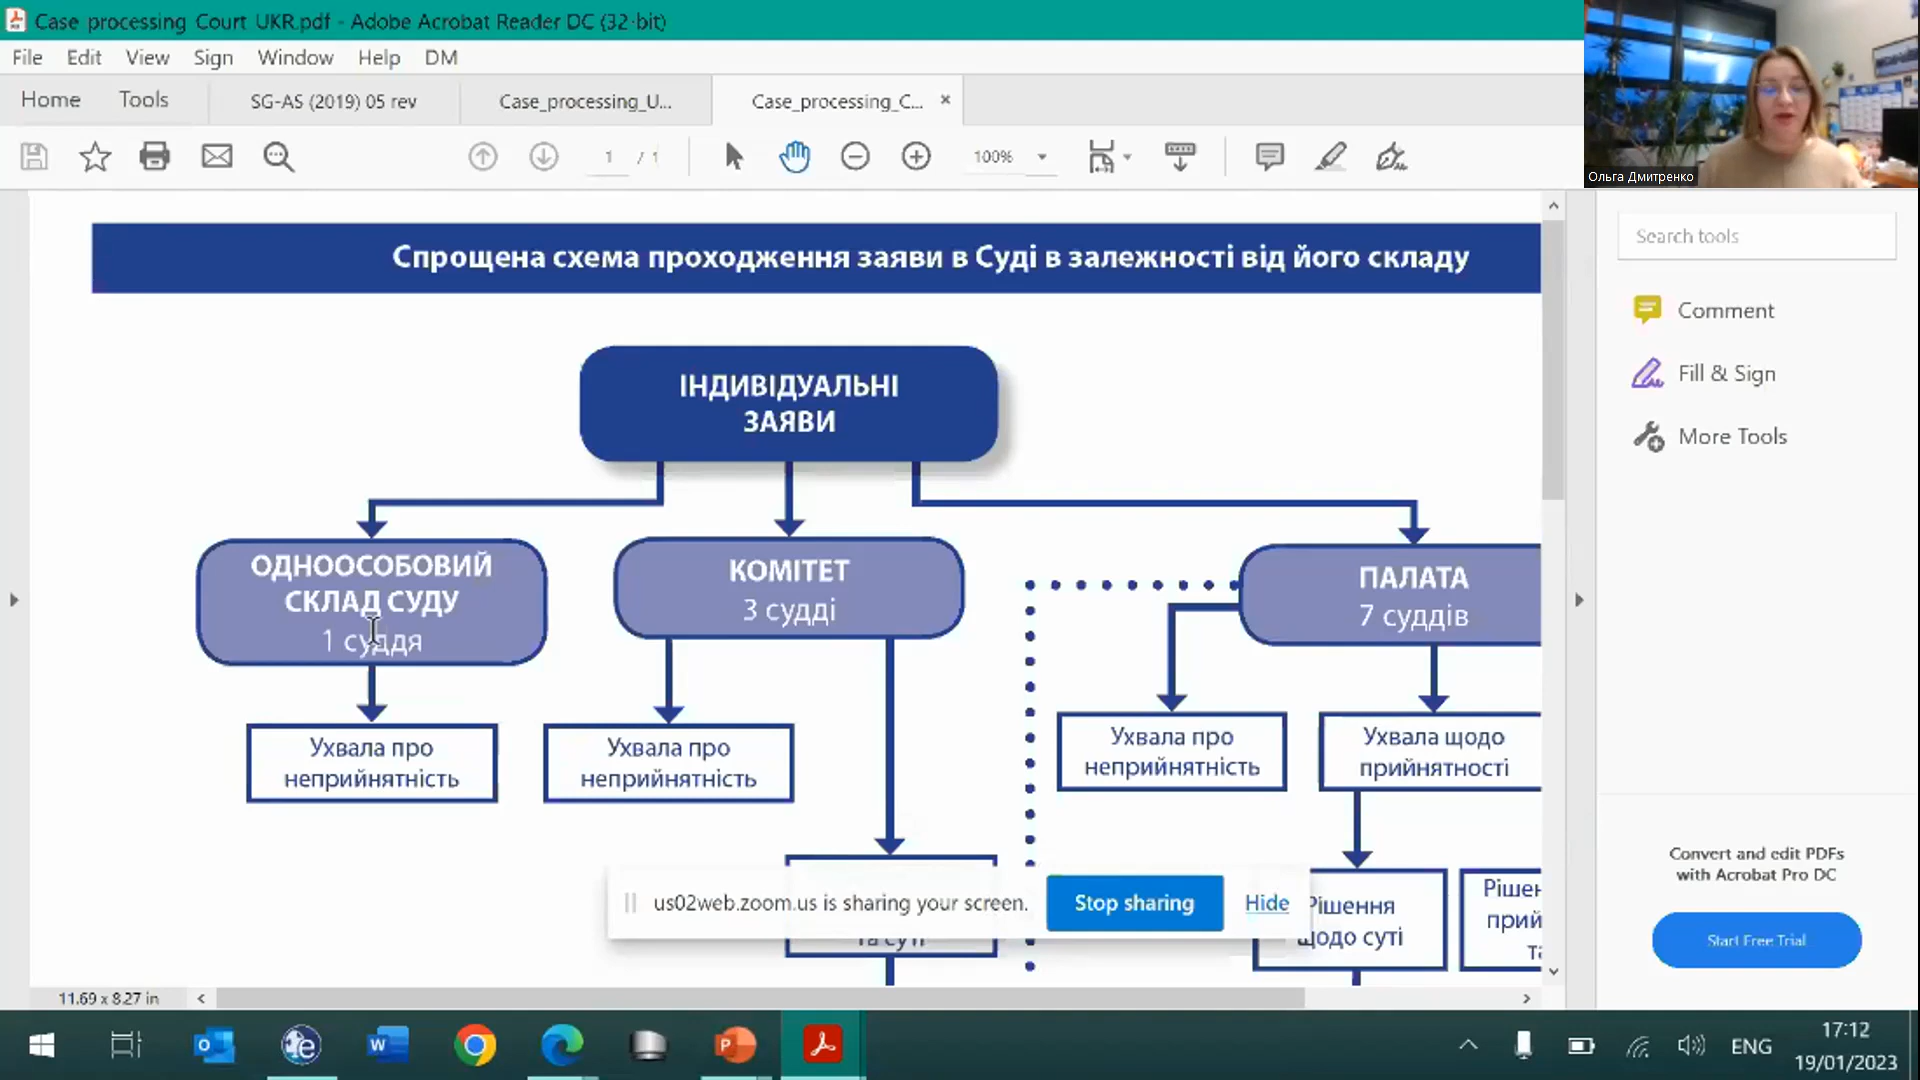 Case_processing_Court_UKR.pdf - Adobe Acrobat Reader DC (32-bit)
File Edit View Sign Window Help DM
Home Tools SG-AS (2019) 05 rev Case_processing_U... Case_processing_C... ×
1 / 1 100%
Ольга Дмитренко
Search tools
Comment
Fill & Sign
More Tools
Convert and edit PDFs
with Acrobat Pro DC
Start Free Trial
Спрощена схема проходження заяви в Суді в залежності від його складу
ІНДИВІДУАЛЬНІ
ЗАЯВИ
ОДНООСОБОВИЙ
СКЛАД СУДУ
1 суддя
КОМІТЕТ
3 судді
ПАЛАТА
7 суддів
Ухвала про
неприйнятність
Ухвала про
неприйнятність
Ухвала про
неприйнятність
Ухвала щодо
прийнятності
та суті
Рішення
щодо суті
us02web.zoom.us is sharing your screen.
Stop sharing
Hide
11.69 x 8.27 in
ENG
17:12
19/01/2023